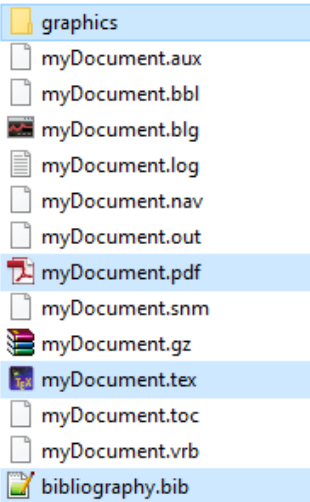 graphics
myDocument.aux
myDocument.bbl
myDocument.blg
myDocument.log
myDocument.nav
myDocument.out
myDocument.pdf
myDocument.snm
myDocument.gz
myDocument.tex
myDocument.toc
myDocument.vrb
bibliography.bib